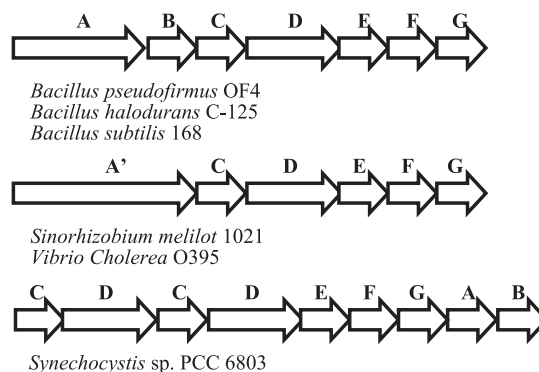 A B C D E F G
Bacillus pseudofirmus OF4
Bacillus halodurans C-125
Bacillus subtilis 168
A’ C D E F G
Sinorhizobium melilot 1021
Vibrio Cholerea O395
C D C D E F G A B
Synechocystis sp. PCC 6803